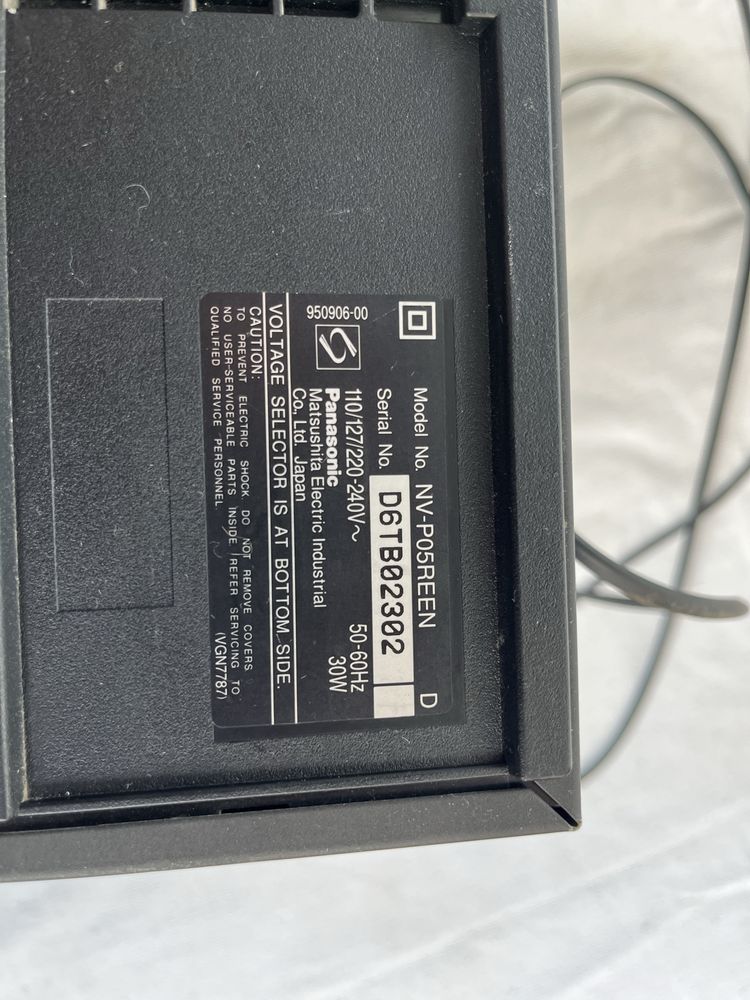 Model No. NV-P05REEN D
Serial No. D6TB02302
950906-00
110/127/220-240V~ 50-60Hz
30W
Panasonic
Matsushita Electric Industrial
Co., Ltd. Japan
VOLTAGE SELECTOR IS AT BOTTOM SIDE.
CAUTION:
TO PREVENT ELECTRIC SHOCK DO NOT REMOVE COVERS.
NO USER-SERVICEABLE PARTS INSIDE. REFER SERVICING TO
QUALIFIED SERVICE PERSONNEL. (VGN7787)